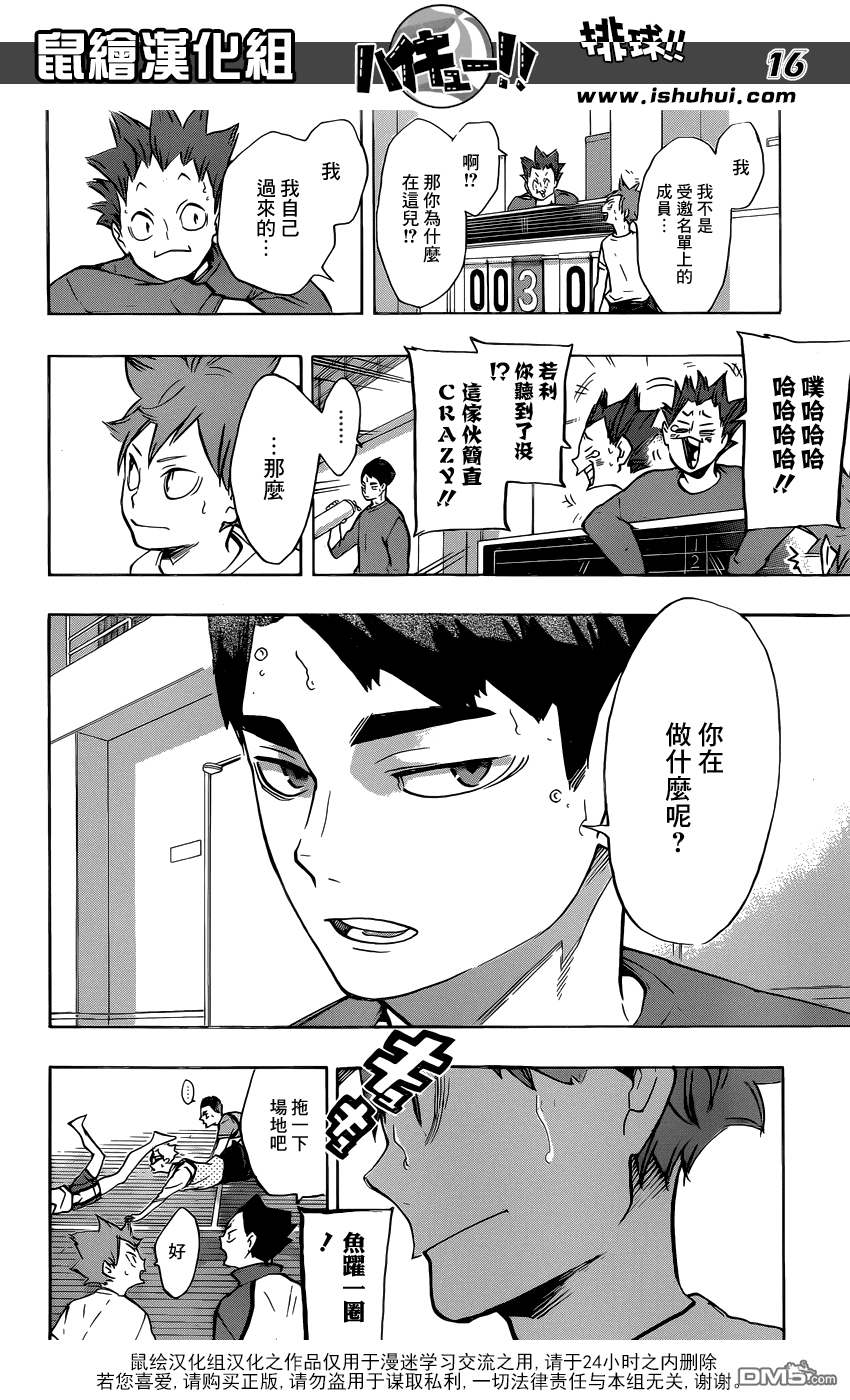 鼠繪漢化組
ハイキュー!!
排球!!
16
www.ishuhui.com
我
我不是
受邀名單上的
成員…
啊!?
那你為什麼
在這兒!?
0030
我
我自己
過來的…
噗哈哈哈
哈哈哈哈!!
若利
你聽到了没
!?
這傢伙簡直
CRAZY!!
1
2
……
…那麼
你在
做什麼呢?
拖一下
場地吧
…
魚躍一圈
!
好
鼠绘汉化组汉化之作品仅用于漫迷学习交流之用, 请于24小时之内删除
若您喜爱, 请购买正版, 请勿用于谋取私利, 一切法律责任与本组无关, 谢谢。